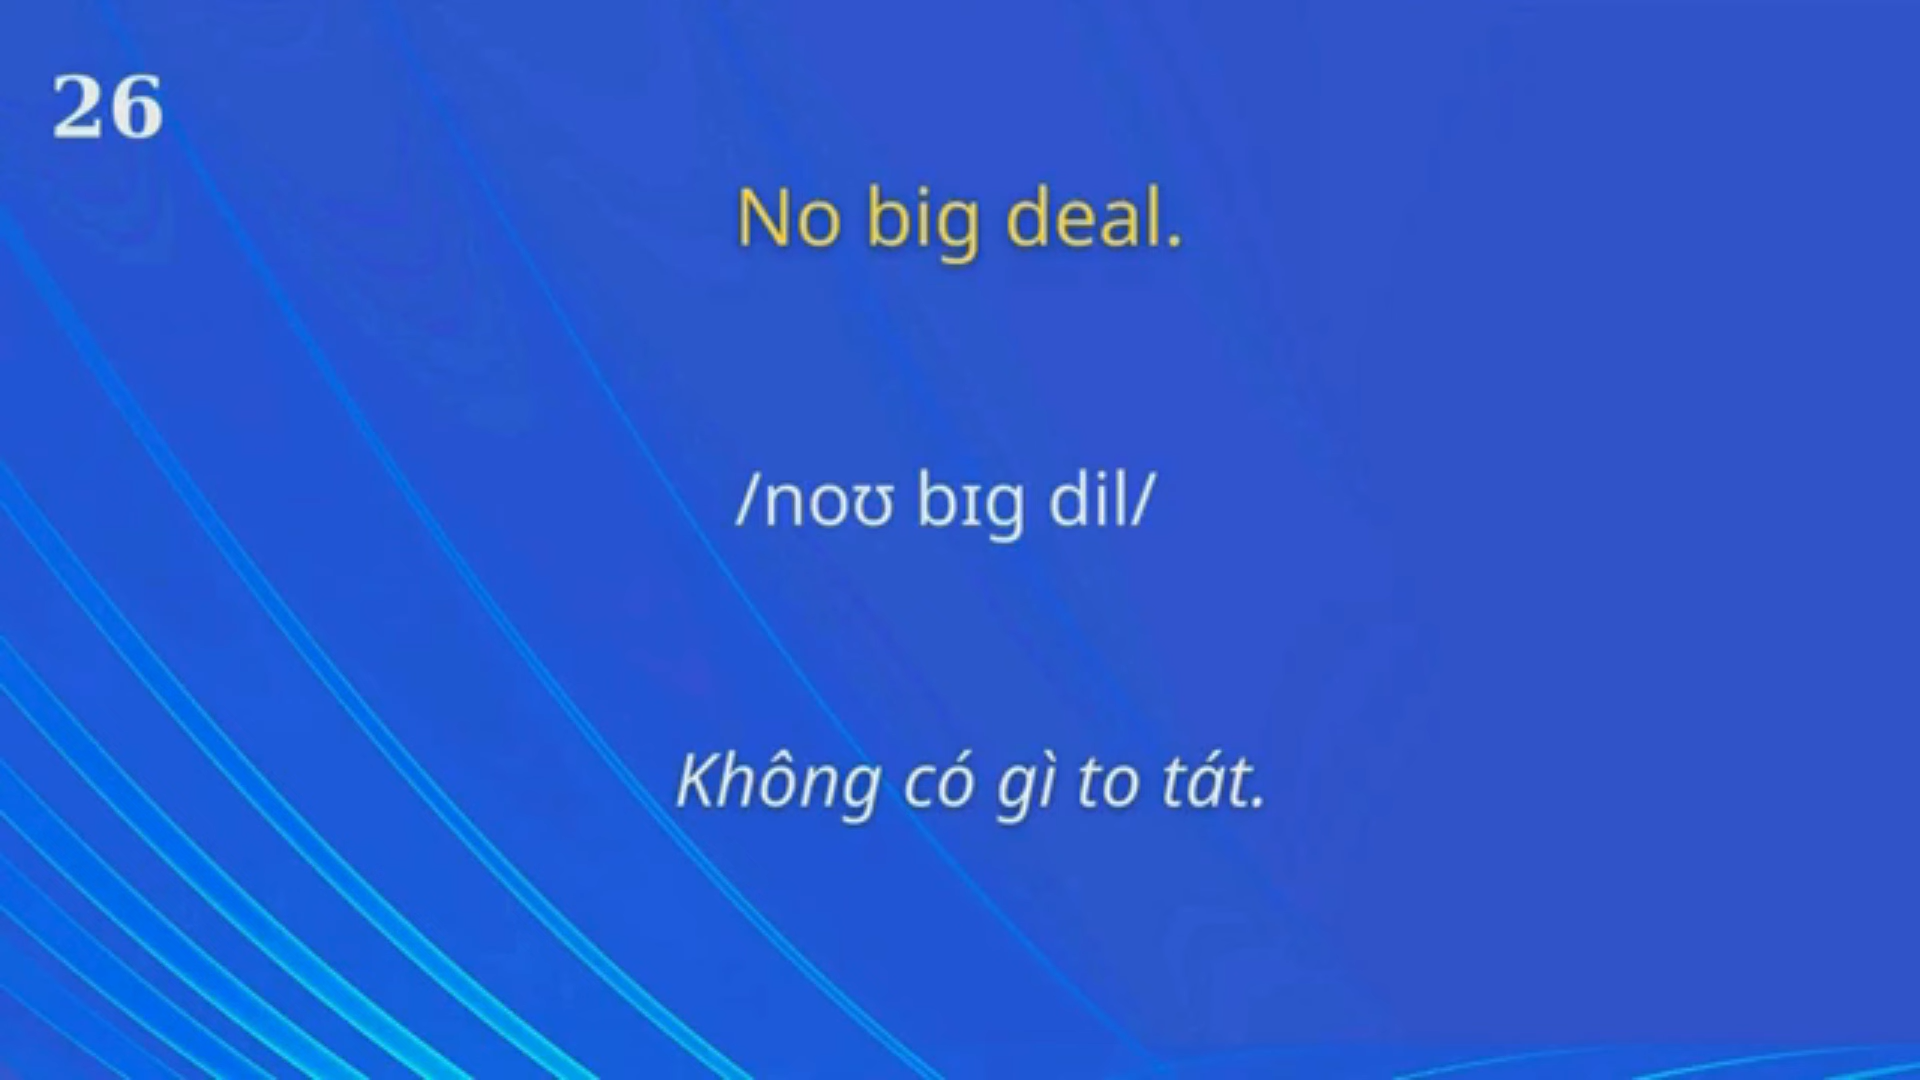 26
No big deal.
/noʊ bɪg dil/
Không có gì to tát.